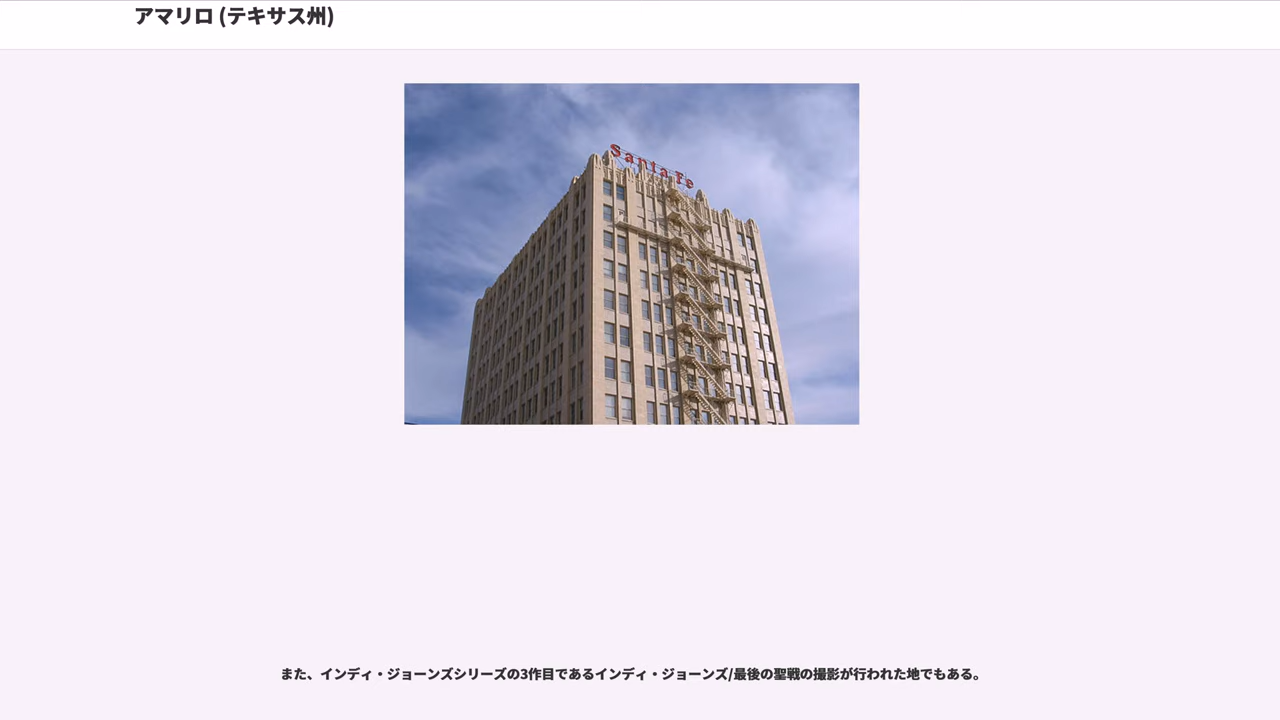 アマリロ (テキサス州)
Santa Fe
また、インディ・ジョーンズシリーズの3作目であるインディ・ジョーンズ/最後の聖戦の撮影が行われた地でもある。